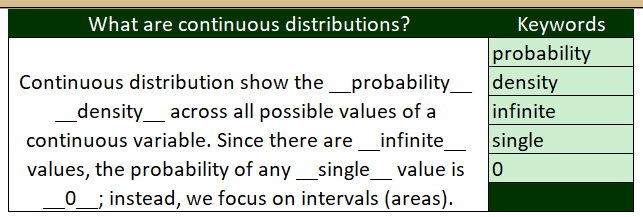 What are continuous distributions?
Keywords
Continuous distribution show the __probability__
__density__ across all possible values of a
continuous variable. Since there are __infinite__
values, the probability of any __single__ value is
__0__; instead, we focus on intervals (areas).
probability
density
infinite
single
0